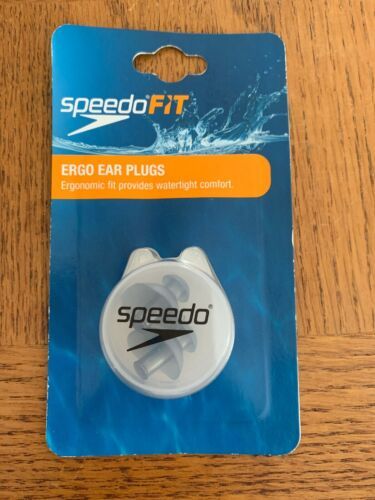 speedo®FIT
ERGO EAR PLUGS
Ergonomic fit provides watertight comfort.
speedo®